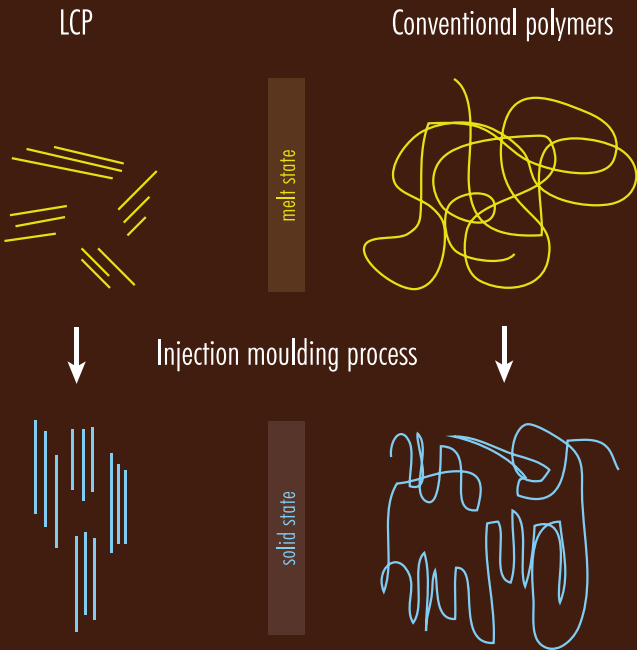 LCP
Conventional polymers
melt state
Injection moulding process
solid state